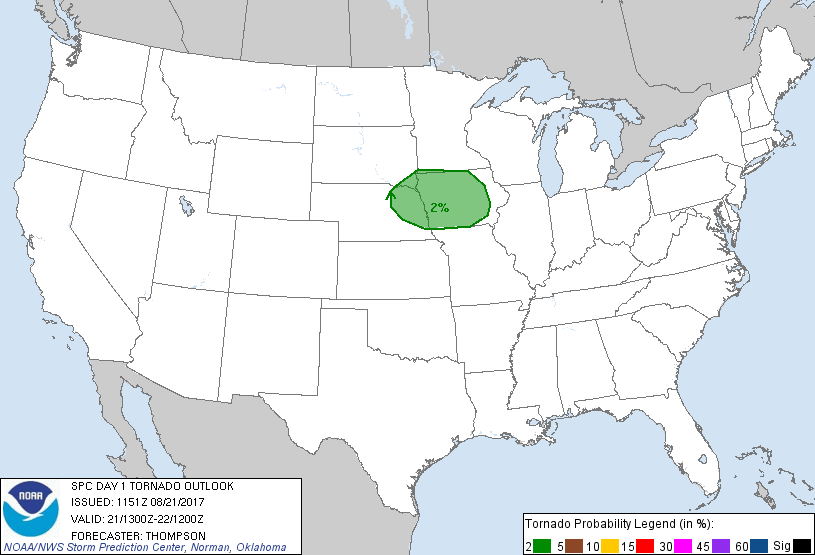 2%
NOAA
SPC DAY 1 TORNADO OUTLOOK
ISSUED: 1151Z 08/21/2017
VALID: 21/1300Z-22/1200Z
FORECASTER: THOMPSON
NOAA/NWS Storm Prediction Center, Norman, Oklahoma
Tornado Probability Legend (in %):
2 5 10 15 30 45 60 Sig